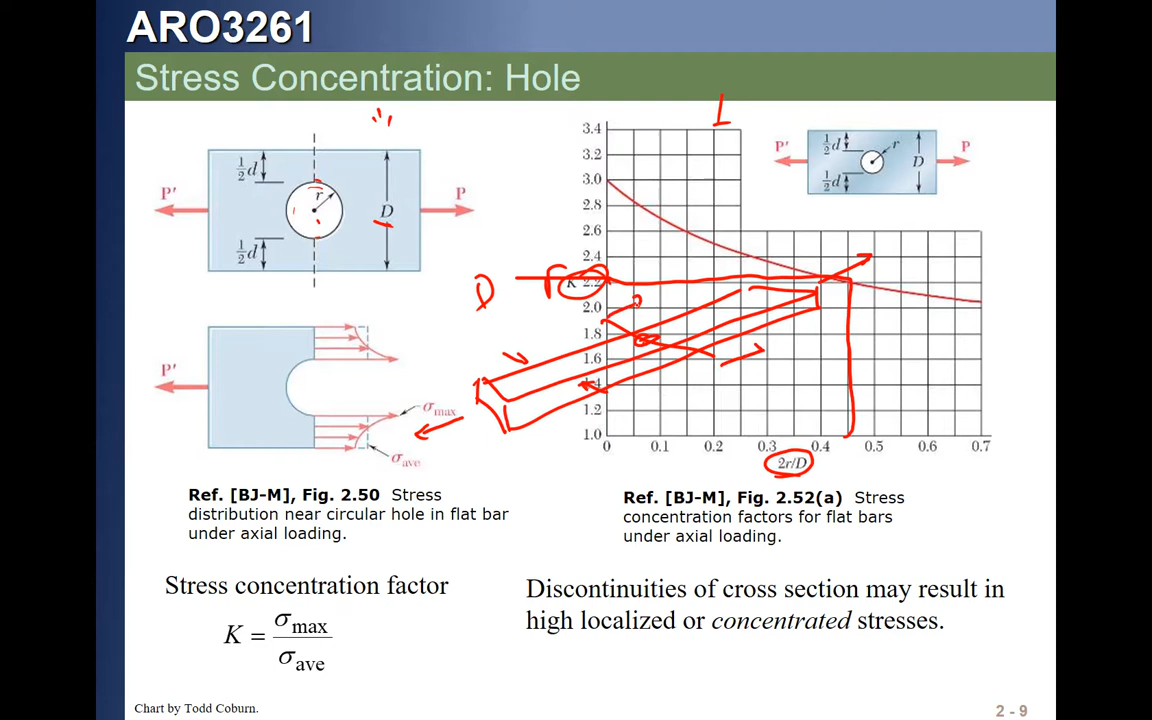 ARO3261
Stress Concentration: Hole
½d
r
D
P'
P
½d
P'
σmax
σave
Ref. [BJ-M], Fig. 2.50 Stress
distribution near circular hole in flat bar
under axial loading.
3.4
3.2
3.0
2.8
2.6
2.4
K 2.2
2.0
1.8
1.6
1.4
1.2
1.0
0 0.1 0.2 0.3 0.4 0.5 0.6 0.7
2r/D
P'
½d
r
D
P
½d
Ref. [BJ-M], Fig. 2.52(a) Stress
concentration factors for flat bars
under axial loading.
Stress concentration factor
K = σmax / σave
Discontinuities of cross section may result in
high localized or concentrated stresses.
Chart by Todd Coburn.
2 - 9